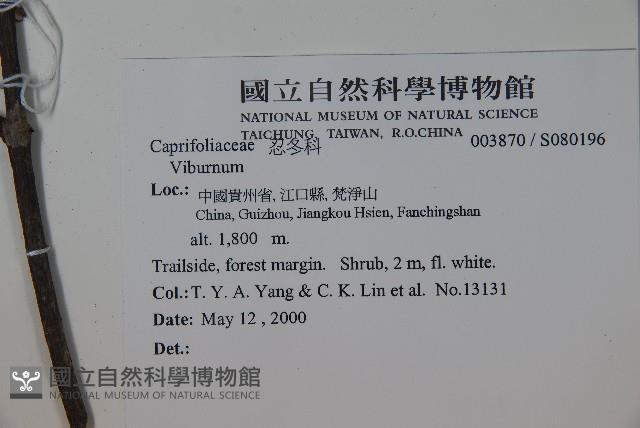 國立自然科學博物館
NATIONAL MUSEUM OF NATURAL SCIENCE
TAICHUNG, TAIWAN, R.O.CHINA
003870 / S080196
Caprifoliaceae 忍冬科
Viburnum
Loc.: 中國貴州省, 江口縣, 梵淨山
China, Guizhou, Jiangkou Hsien, Fanchingshan
alt. 1,800 m.
Trailside, forest margin. Shrub, 2 m, fl. white.
Col.: T. Y. A. Yang & C. K. Lin et al. No.13131
Date: May 12 , 2000
Det.:
國立自然科學博物館
NATIONAL MUSEUM OF NATURAL SCIENCE